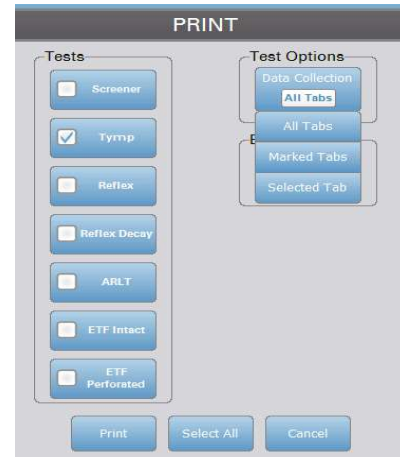 PRINT
Tests
Screener
Tymp
Reflex
Reflex Decay
ARLT
ETF Intact
ETF
Perforated
Test Options
Data Collection
All Tabs
All Tabs
Marked Tabs
Selected Tab
Print
Select All
Cancel